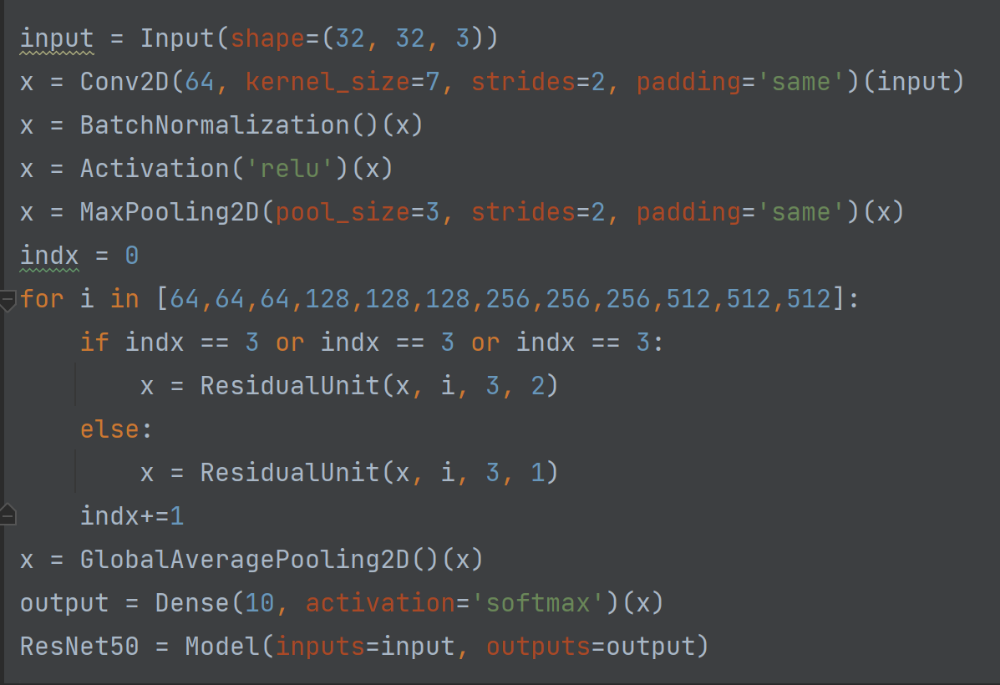 input = Input(shape=(32, 32, 3))
x = Conv2D(64, kernel_size=7, strides=2, padding='same')(input)
x = BatchNormalization()(x)
x = Activation('relu')(x)
x = MaxPooling2D(pool_size=3, strides=2, padding='same')(x)
indx = 0
for i in [64,64,64,128,128,128,256,256,256,512,512,512]:
    if indx == 3 or indx == 3 or indx == 3:
        x = ResidualUnit(x, i, 3, 2)
    else:
        x = ResidualUnit(x, i, 3, 1)
    indx+=1
x = GlobalAveragePooling2D()(x)
output = Dense(10, activation='softmax')(x)
ResNet50 = Model(inputs=input, outputs=output)